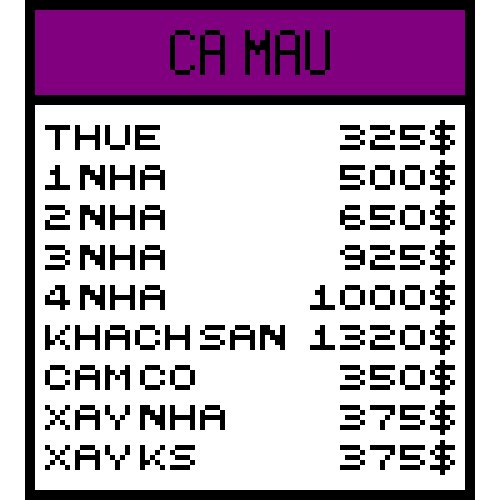 CA MAU
THUE 325$
1 NHA 500$
2 NHA 650$
3 NHA 925$
4 NHA 1000$
KHACH SAN 1320$
CAM CO 350$
XAY NHA 375$
XAY KS 375$